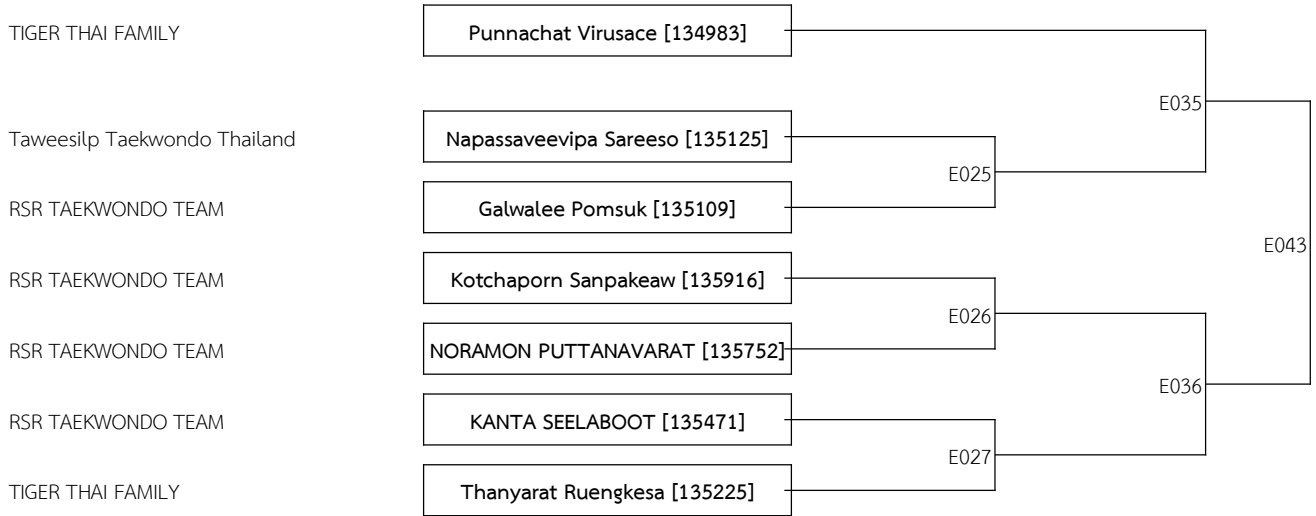 TIGER THAI FAMILY Punnachat Virusace [134983]
E035
Taweesilp Taekwondo Thailand Napassaveevipa Sareeso [135125]
E025
RSR TAEKWONDO TEAM Galwalee Pomsuk [135109]
E043
RSR TAEKWONDO TEAM Kotchaporn Sanpakeaw [135916]
E026
RSR TAEKWONDO TEAM NORAMON PUTTANAVARAT [135752]
E036
RSR TAEKWONDO TEAM KANTA SEELABOOT [135471]
E027
TIGER THAI FAMILY Thanyarat Ruengkesa [135225]